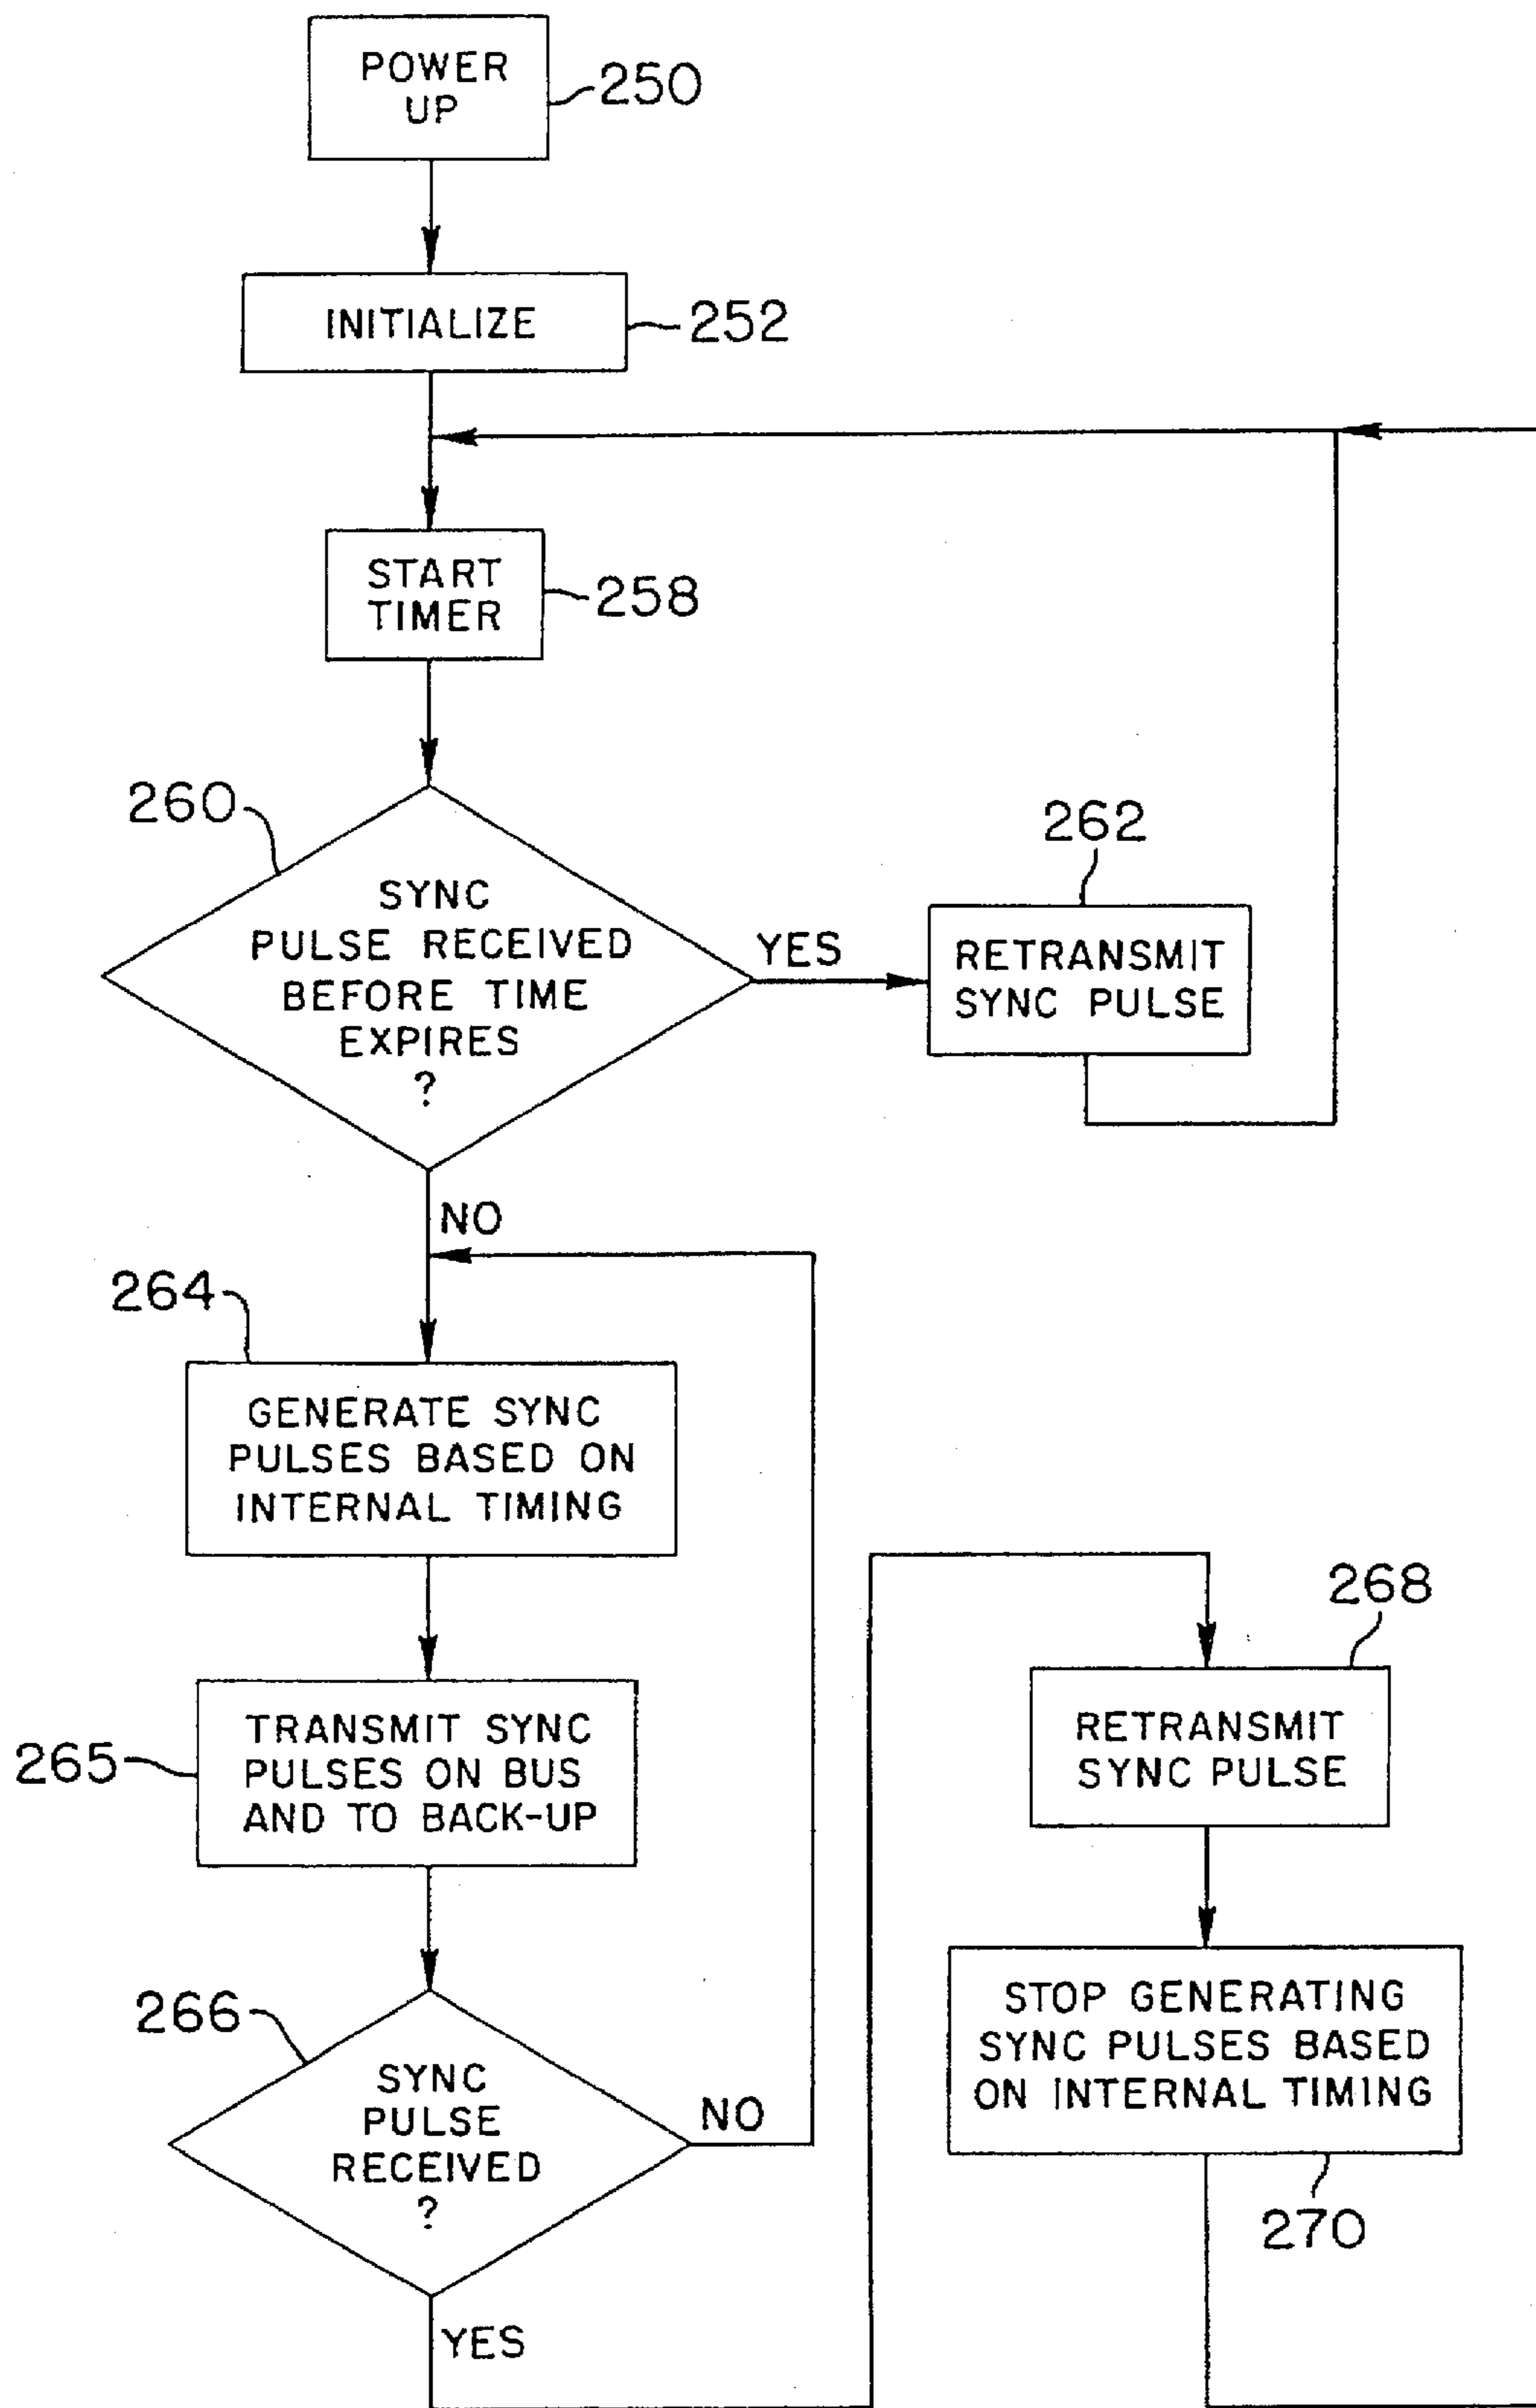 POWER
UP
250
INITIALIZE
252
START
TIMER
258
260
SYNC
PULSE RECEIVED
BEFORE TIME
EXPIRES
?
YES
262
RETRANSMIT
SYNC PULSE
NO
264
GENERATE SYNC
PULSES BASED ON
INTERNAL TIMING
265
TRANSMIT SYNC
PULSES ON BUS
AND TO BACK-UP
266
SYNC
PULSE
RECEIVED
?
NO
YES
268
RETRANSMIT
SYNC PULSE
STOP GENERATING
SYNC PULSES BASED
ON INTERNAL TIMING
270